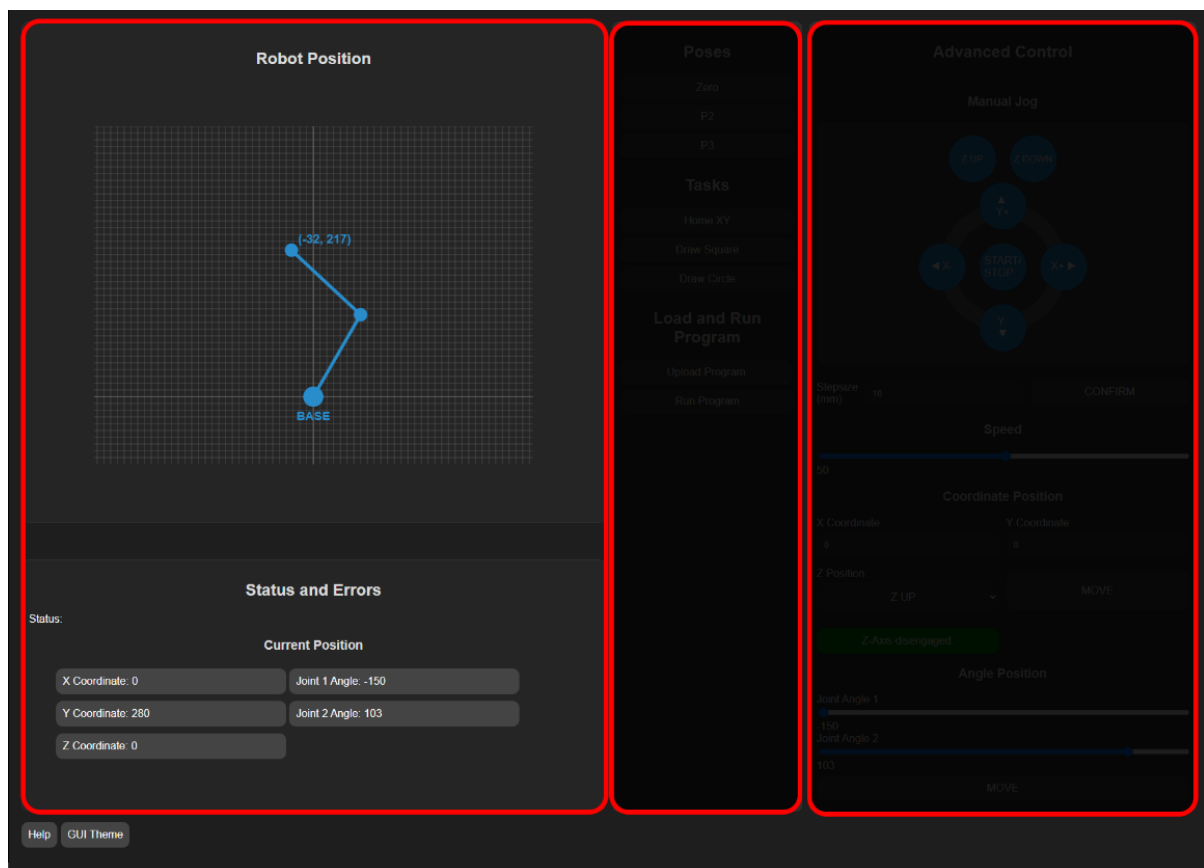 Robot Position
(-32, 217)
BASE
Status and Errors
Status:
Current Position
X Coordinate: 0
Joint 1 Angle: -150
Y Coordinate: 280
Joint 2 Angle: 103
Z Coordinate: 0
Help
GUI Theme
Poses
Zero
P2
P3
Tasks
Home XY
Draw Square
Draw Circle
Load and Run
Program
Upload Program
Run Program
Advanced Control
Manual Jog
Z UP
Z DOWN
▲
Y+
◀ X-
START/
STOP
X+ ▶
Y-
▼
Stepsize
(mm)
10
CONFIRM
Speed
50
Coordinate Position
X Coordinate
Y Coordinate
0
0
Z Position
Z UP
MOVE
Z-Axis disengaged
Angle Position
Joint Angle 1
-150
Joint Angle 2
103
MOVE